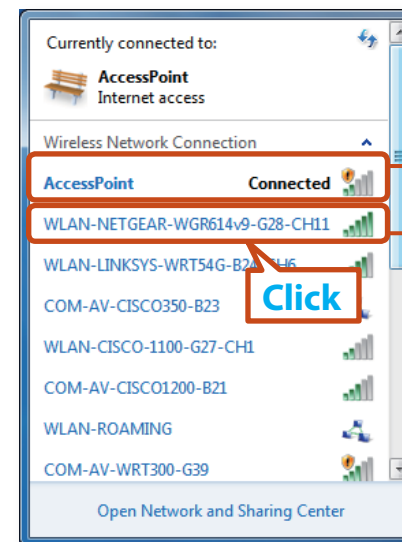 Currently connected to:
AccessPoint
Internet access
Wireless Network Connection
AccessPoint Connected
WLAN-NETGEAR-WGR614v9-G28-CH11
WLAN-LINKSYS-WRT54G-B24-CH6
Click
COM-AV-CISCO350-B23
WLAN-CISCO-1100-G27-CH1
COM-AV-CISCO1200-B21
WLAN-ROAMING
COM-AV-WRT300-G39
Open Network and Sharing Center